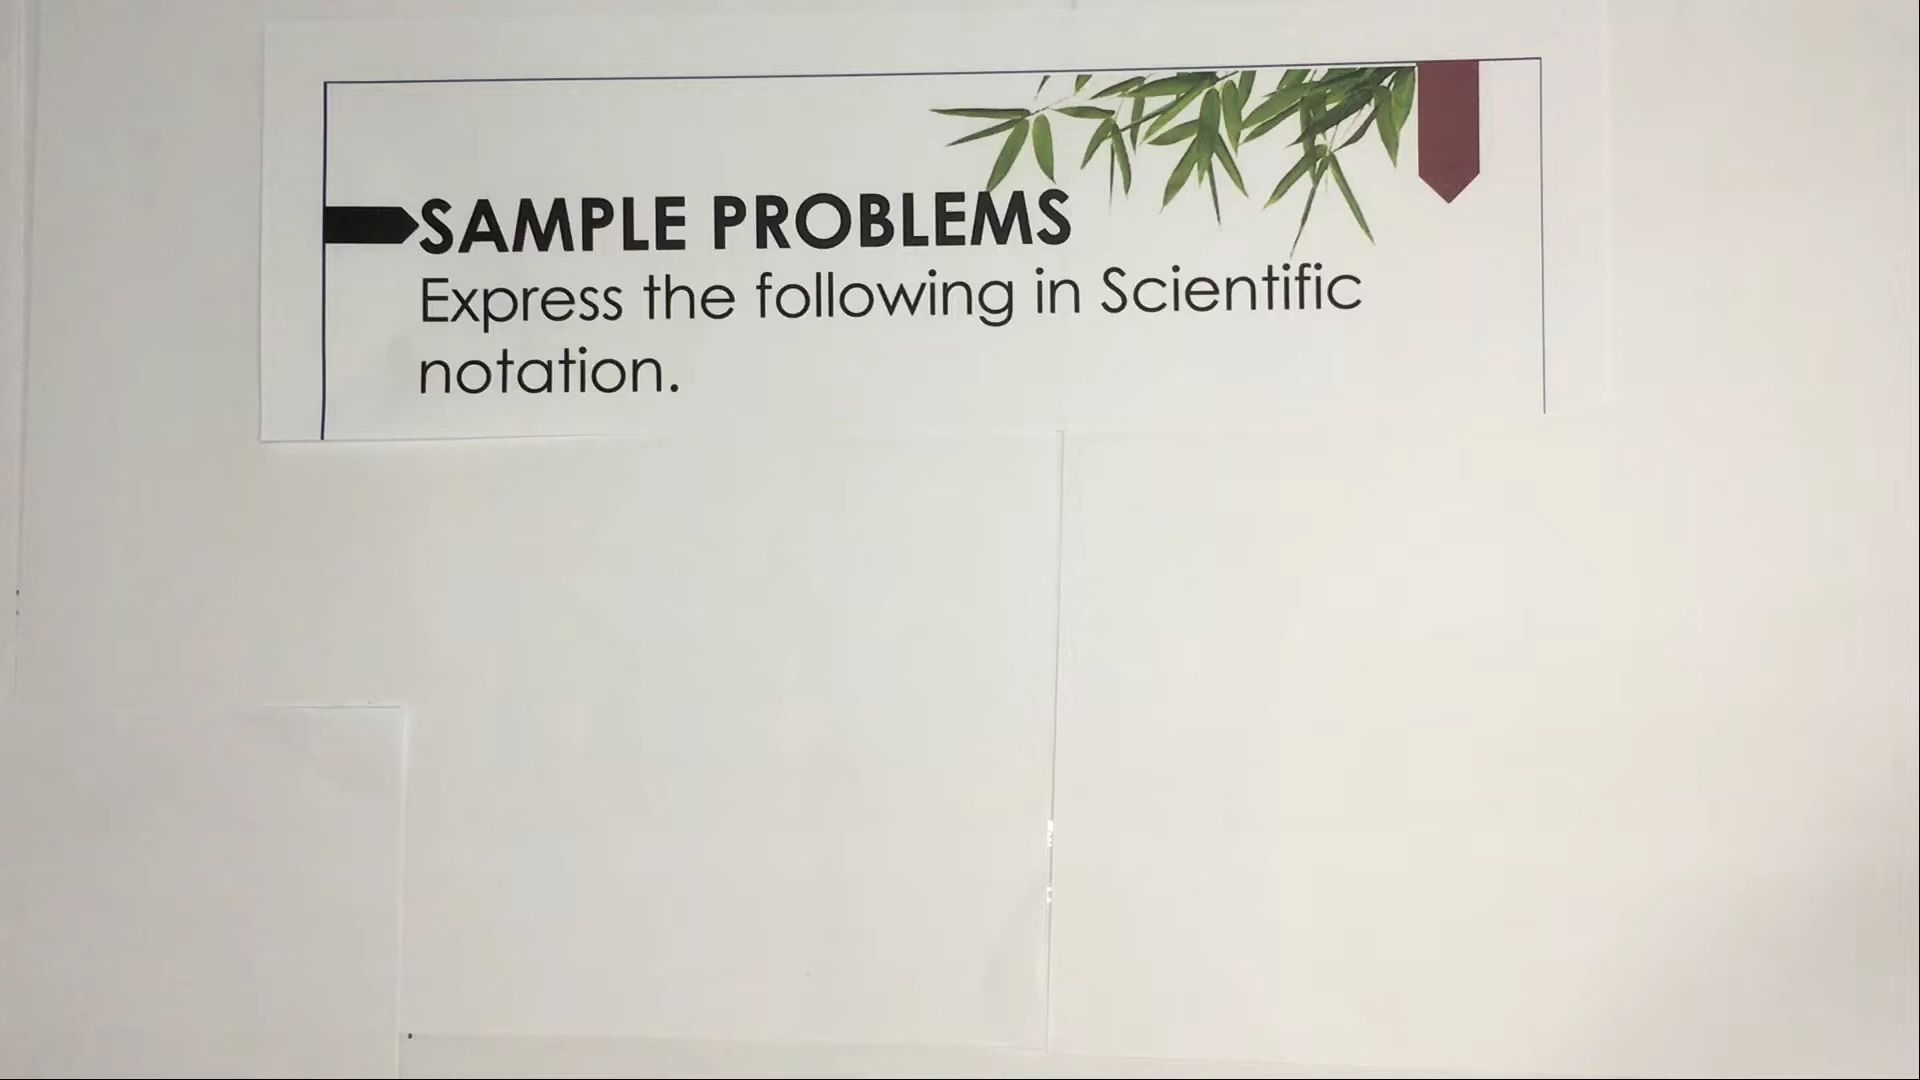 SAMPLE PROBLEMS
Express the following in Scientific
notation.